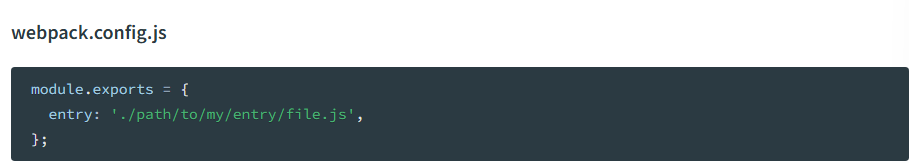 webpack.config.js
module.exports = {
  entry: './path/to/my/entry/file.js',
};